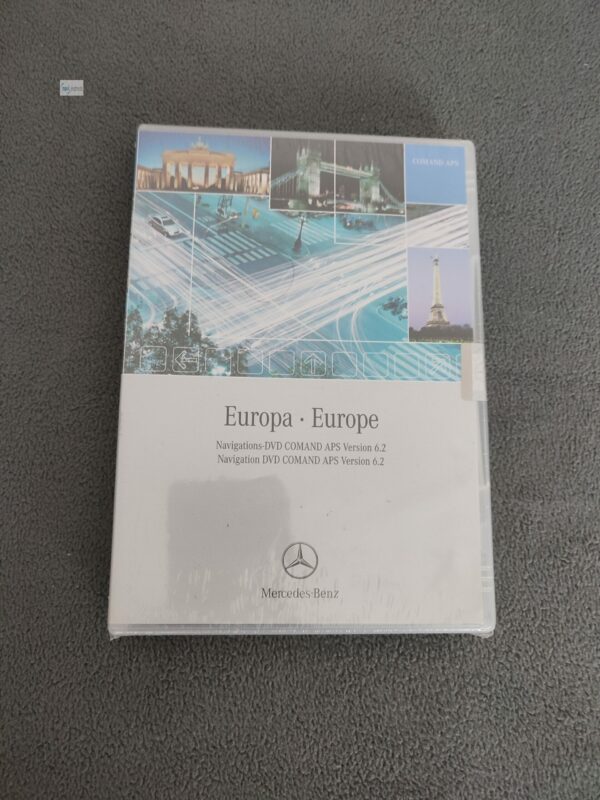 COMAND APS
Europa · Europe
Navigations-DVD COMAND APS Version 6.2
Navigation DVD COMAND APS Version 6.2
Mercedes-Benz